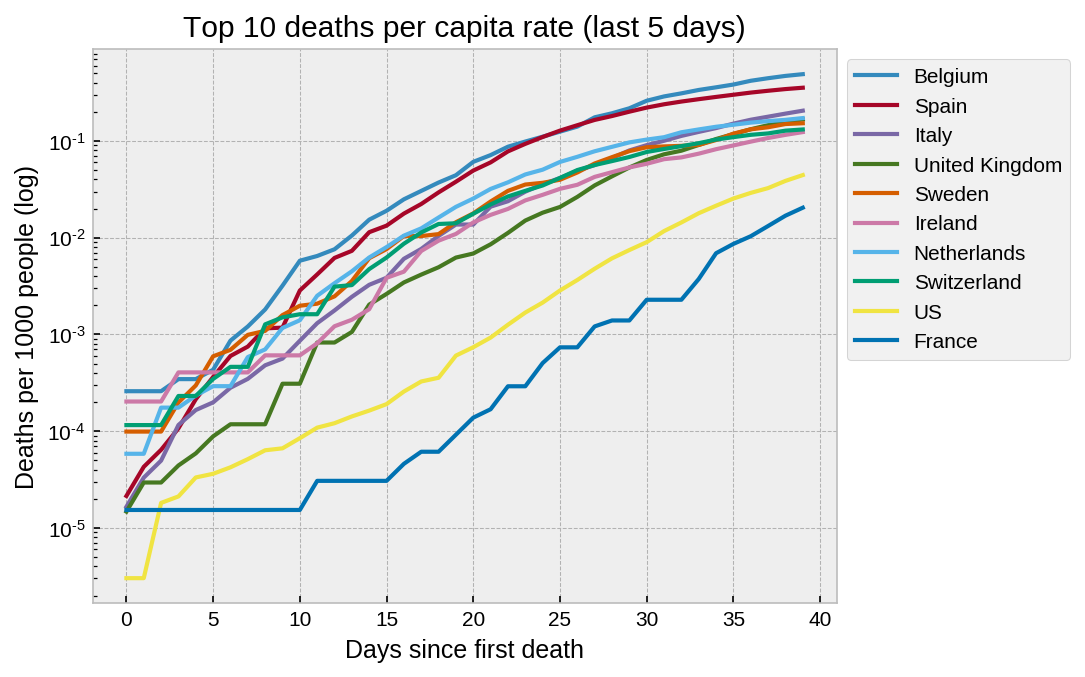 Top 10 deaths per capita rate (last 5 days)
Deaths per 1000 people (log)
10-1
10-2
10-3
10-4
10-5
0 5 10 15 20 25 30 35 40
Days since first death
Belgium
Spain
Italy
United Kingdom
Sweden
Ireland
Netherlands
Switzerland
US
France